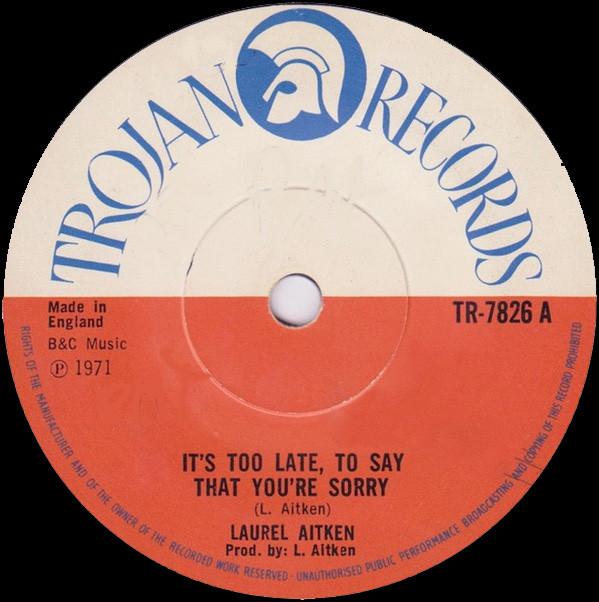 TROJAN RECORDS
Made in
England
TR-7826 A
B&C Music
Ⓟ 1971
IT'S TOO LATE, TO SAY
THAT YOU'RE SORRY
(L. Aitken)
LAUREL AITKEN
Prod. by: L. Aitken
RIGHTS OF THE MANUFACTURER AND OF THE OWNER OF THE RECORDED WORK RESERVED - UNAUTHORISED PUBLIC PERFORMANCE BROADCASTING AND COPYING OF THIS RECORD PROHIBITED